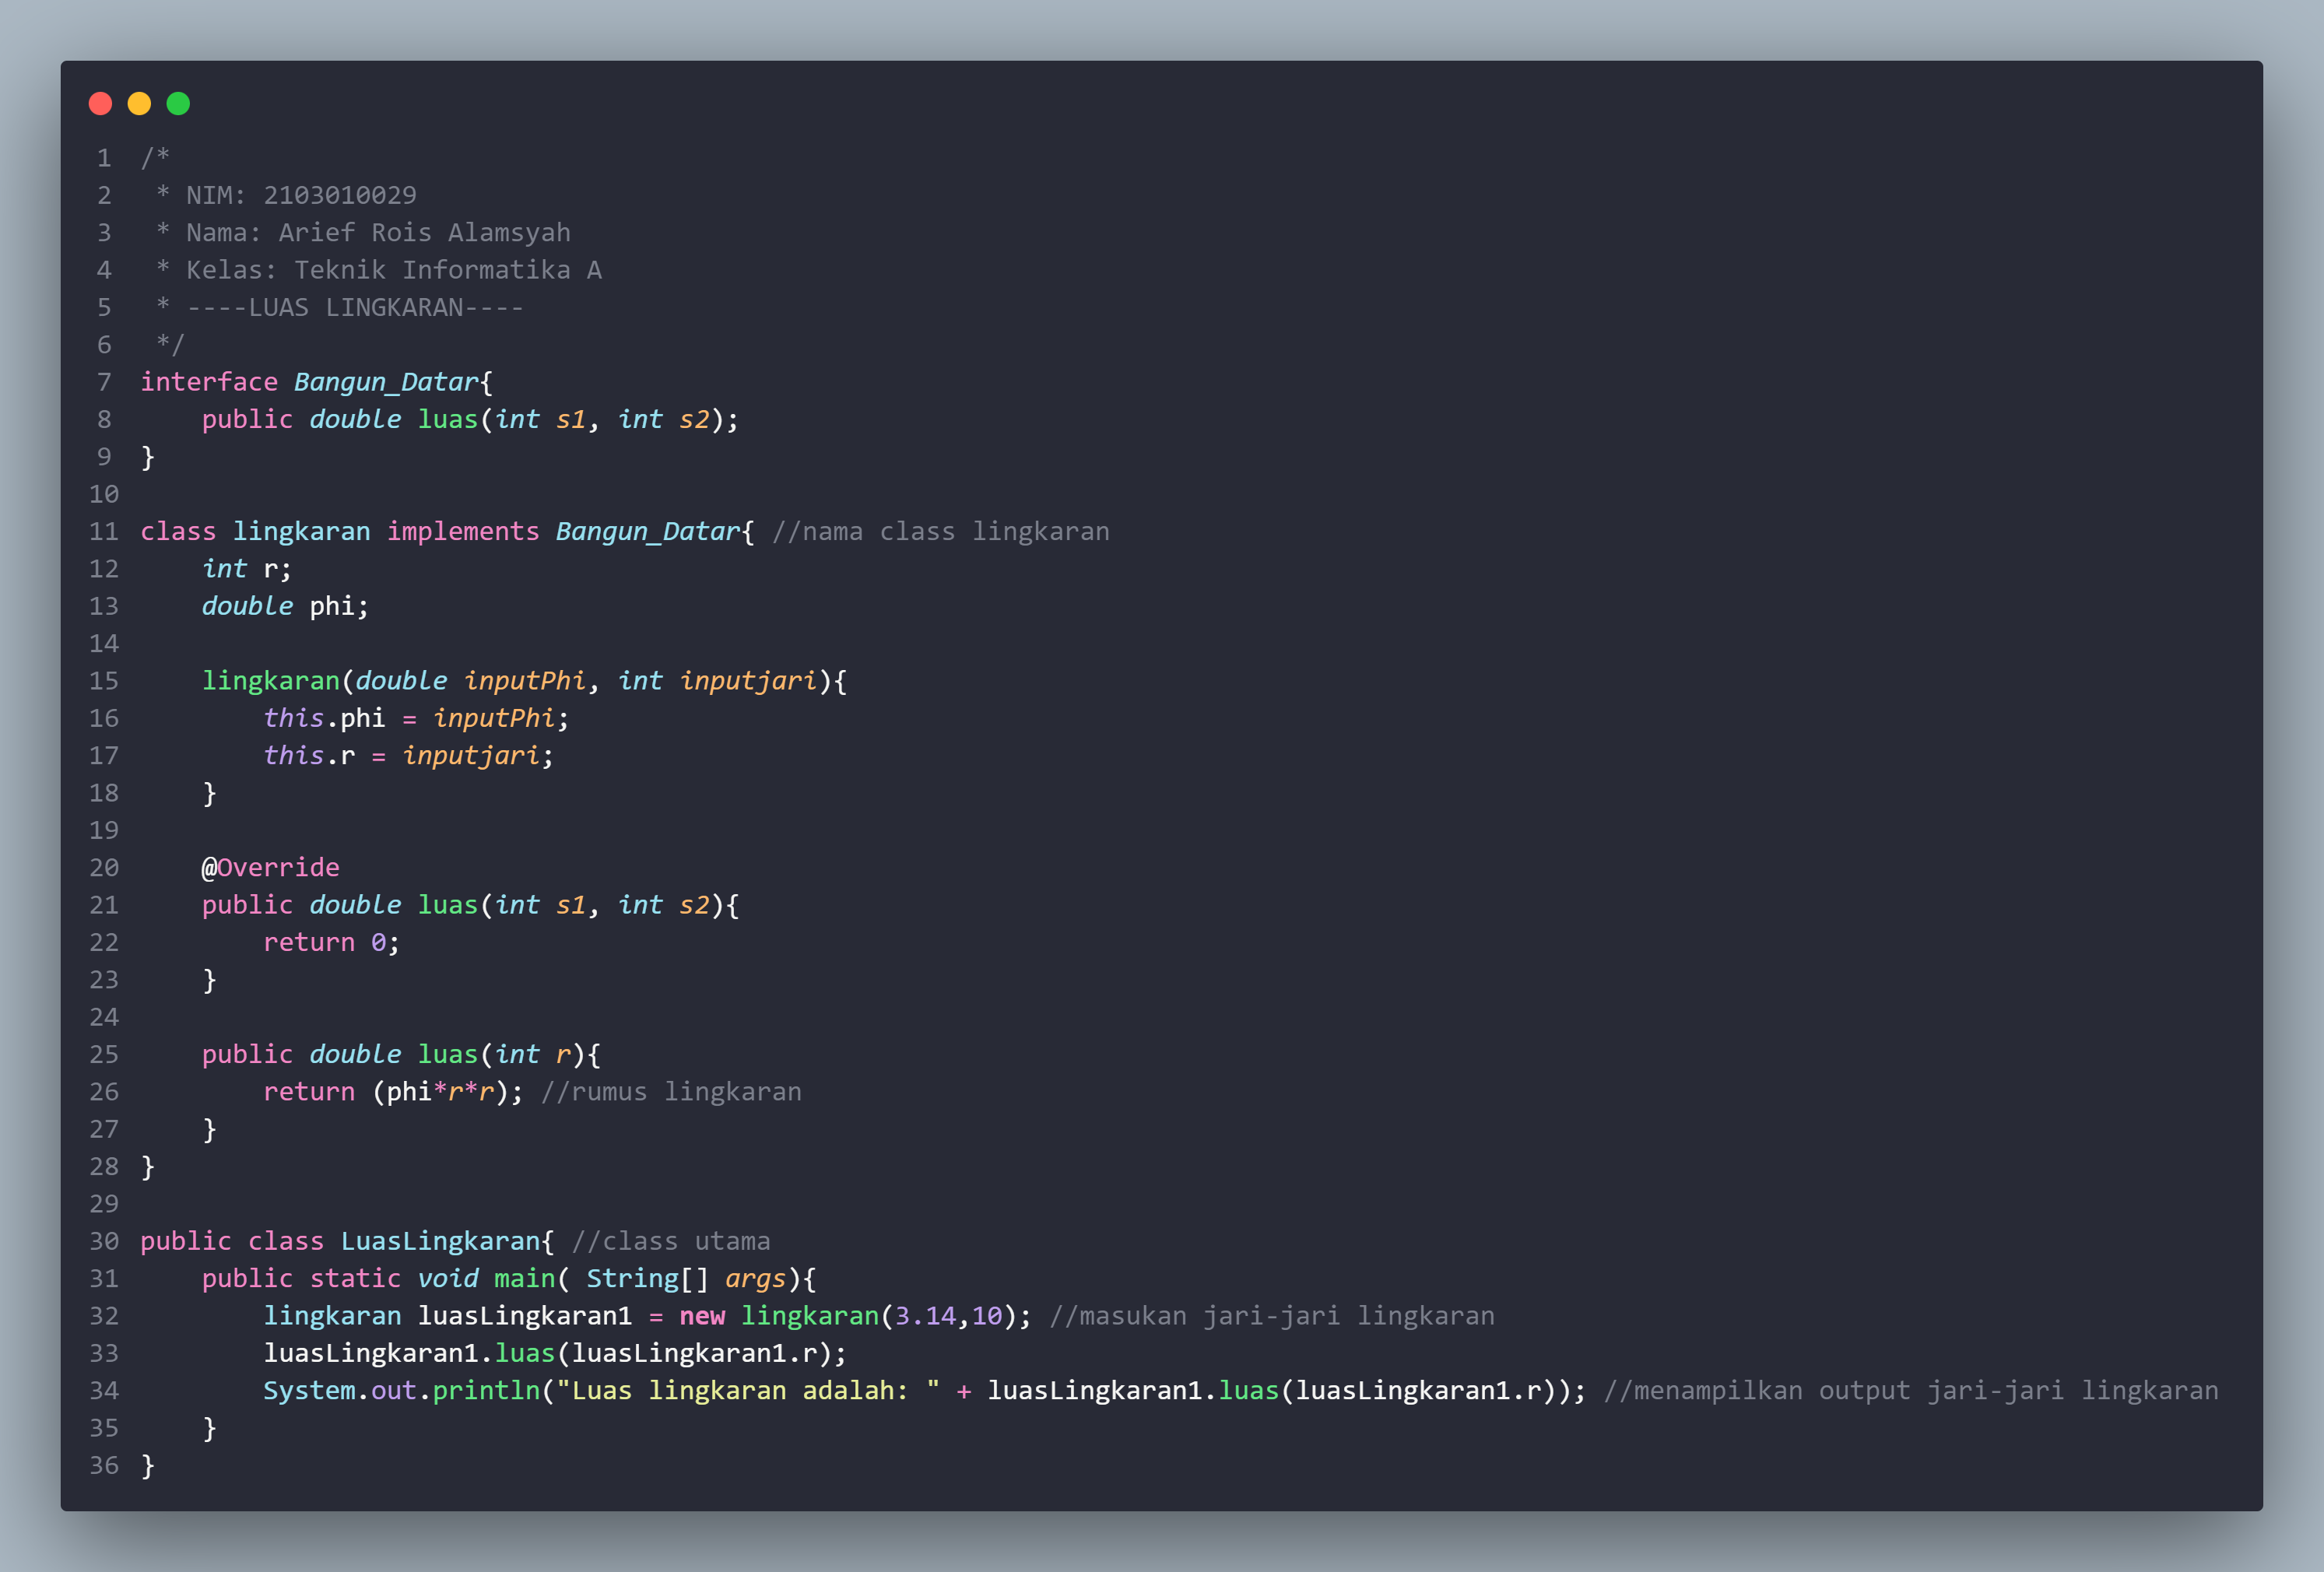 1 /*
2  * NIM: 2103010029
3  * Nama: Arief Rois Alamsyah
4  * Kelas: Teknik Informatika A
5  * ----LUAS LINGKARAN----
6  */
7 interface Bangun_Datar{
8     public double luas(int s1, int s2);
9 }
10
11 class lingkaran implements Bangun_Datar{ //nama class lingkaran
12     int r;
13     double phi;
14
15     lingkaran(double inputPhi, int inputjari){
16         this.phi = inputPhi;
17         this.r = inputjari;
18     }
19
20     @Override
21     public double luas(int s1, int s2){
22         return 0;
23     }
24
25     public double luas(int r){
26         return (phi*r*r); //rumus lingkaran
27     }
28 }
29
30 public class LuasLingkaran{ //class utama
31     public static void main( String[] args){
32         lingkaran luasLingkaran1 = new lingkaran(3.14,10); //masukan jari-jari lingkaran
33         luasLingkaran1.luas(luasLingkaran1.r);
34         System.out.println("Luas lingkaran adalah: " + luasLingkaran1.luas(luasLingkaran1.r)); //menampilkan output jari-jari lingkaran
35     }
36 }